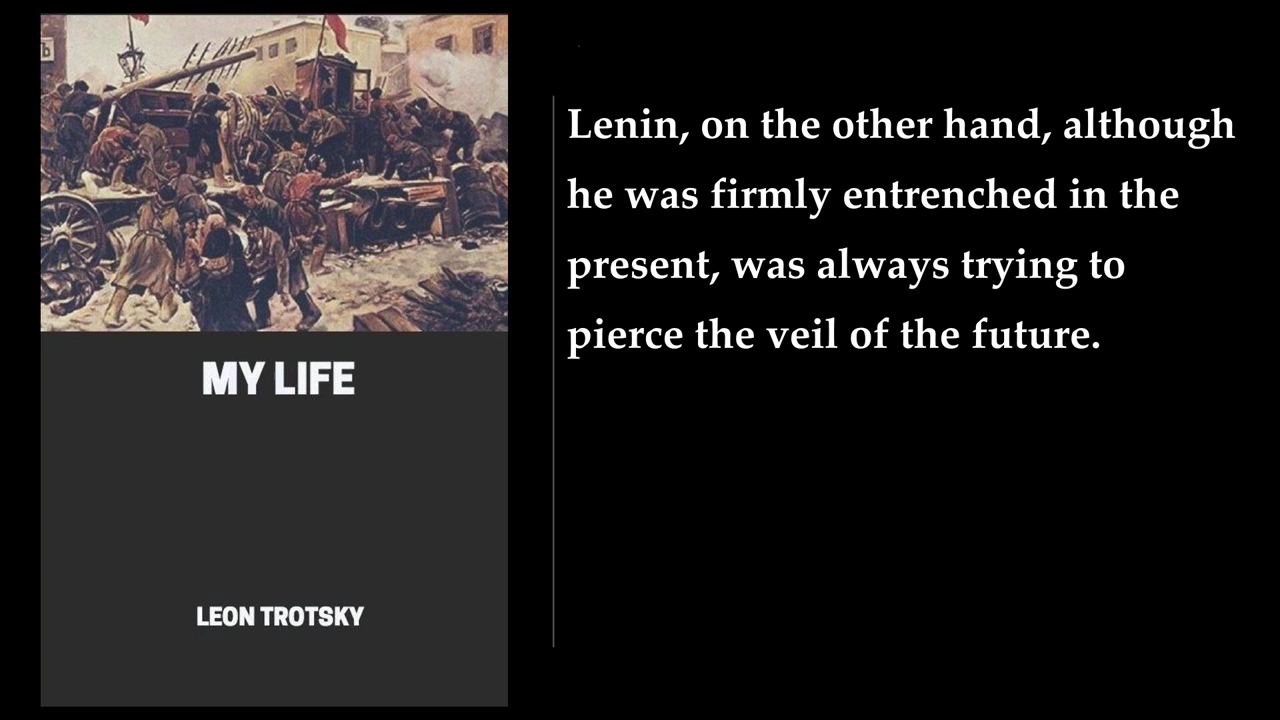 Ъ
MY LIFE
LEON TROTSKY
Lenin, on the other hand, although
he was firmly entrenched in the
present, was always trying to
pierce the veil of the future.